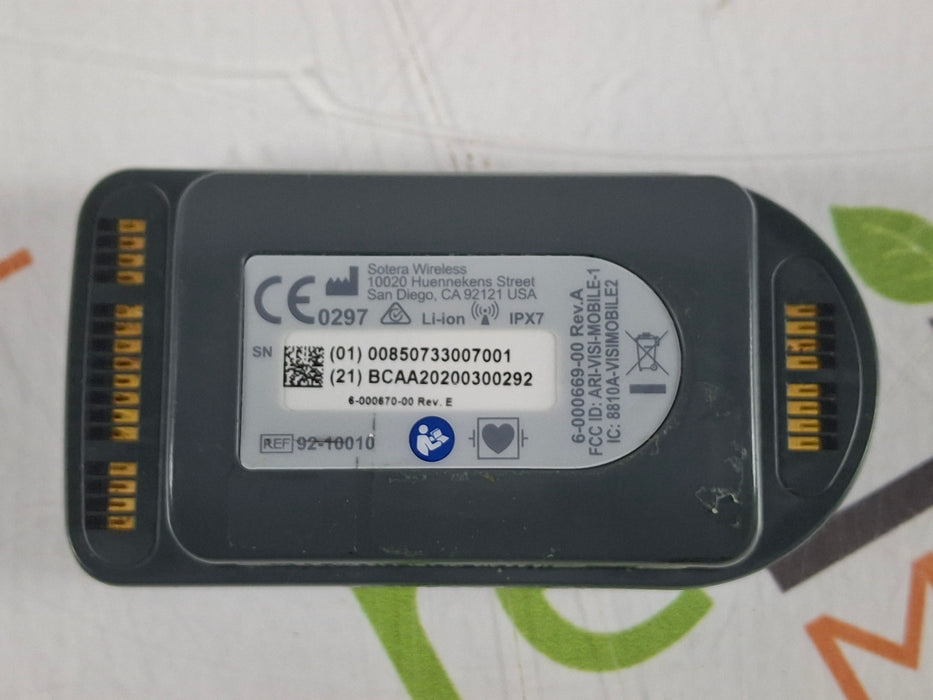 Sotera Wireless
10020 Huennekens Street
San Diego, CA 92121 USA
CE 0297 Li-ion IPX7
SN (01) 00850733007001
(21) BCAA20200300292
6-000670-00 Rev. E
REF 92-10010
6-000669-00 Rev.A
FCC ID: ARI-VISI-MOBILE-1
IC: 8810A-VISIMOBILE2